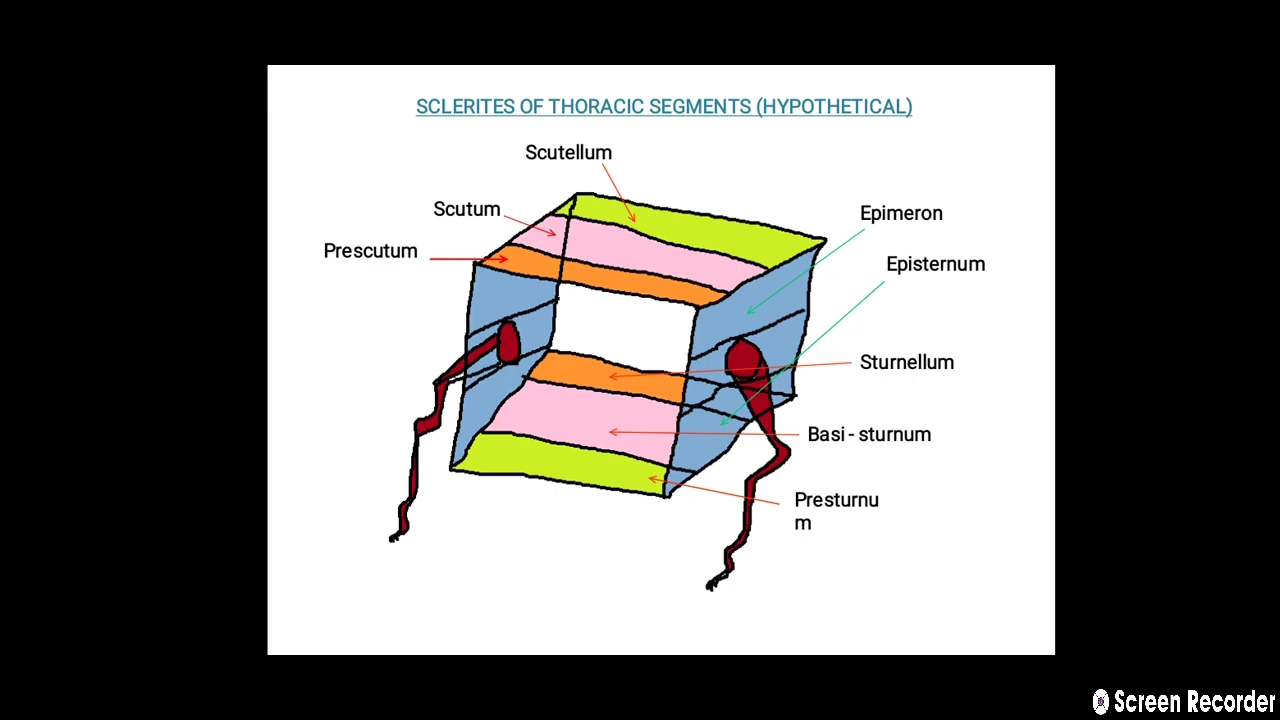 SCLERITES OF THORACIC SEGMENTS (HYPOTHETICAL)
Scutellum
Scutum
Prescutum
Epimeron
Episternum
Sturnellum
Basi - sturnum
Presturnu
m
Screen Recorder